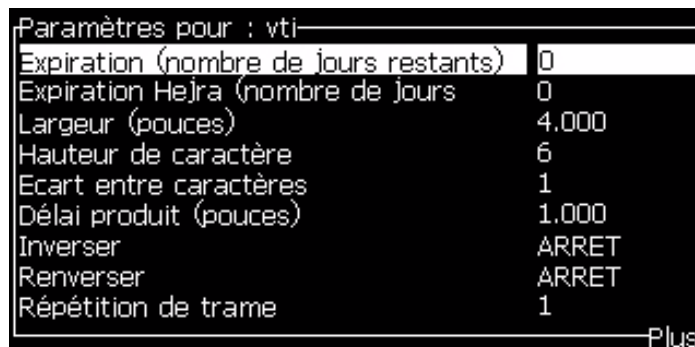 Paramètres pour : vti
Expiration (nombre de jours restants) 0
Expiration Hejra (nombre de jours 0
Largeur (pouces) 4.000
Hauteur de caractère 6
Ecart entre caractères 1
Délai produit (pouces) 1.000
Inverser ARRET
Renverser ARRET
Répétition de trame 1
Plus